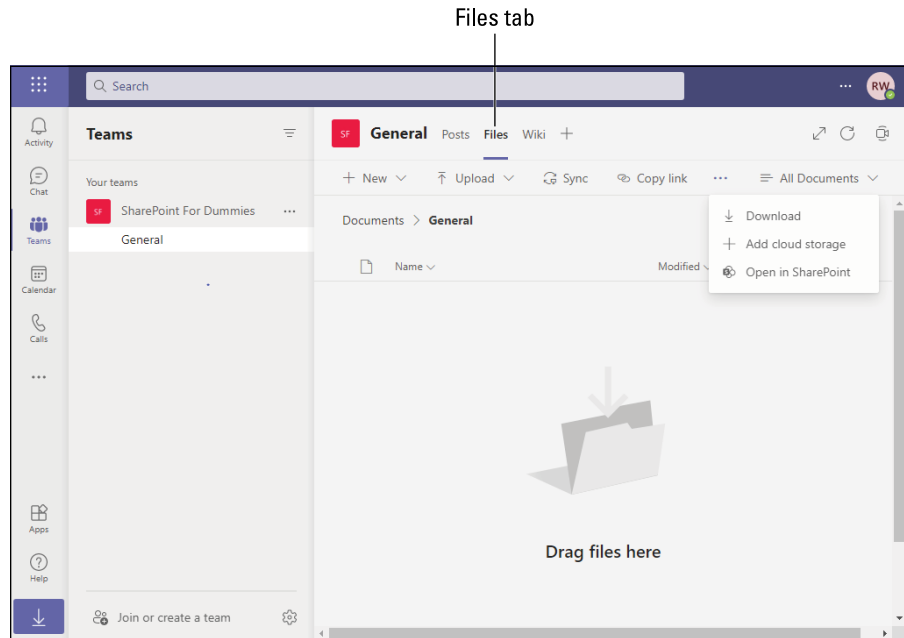 Files tab
Search
RW
Activity
Chat
Teams
Calendar
Calls
Apps
Help
Teams
Your teams
SF SharePoint For Dummies
General
Join or create a team
SF General Posts Files Wiki
New Upload Sync Copy link All Documents
Documents > General
Name Modified
Download
Add cloud storage
Open in SharePoint
Drag files here